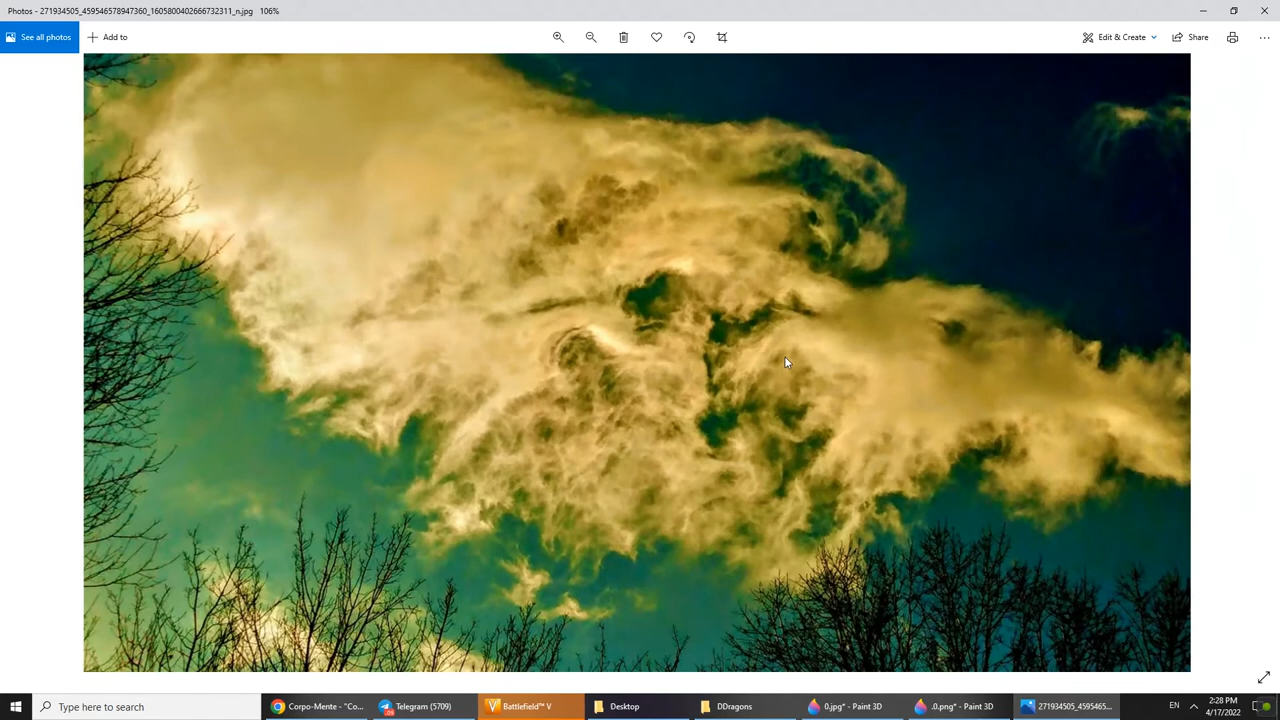 Photos - 271934505_459546578947360_1605800402666732311_n.jpg 106%
See all photos
Add to
Edit & Create
Share
Type here to search
Corpo-Mente - "Co...
Telegram (5709)
Battlefield™ V
Desktop
DDragons
0.jpg* - Paint 3D
.0.png* - Paint 3D
271934505_4595465...
EN
2:28 PM
4/17/2022